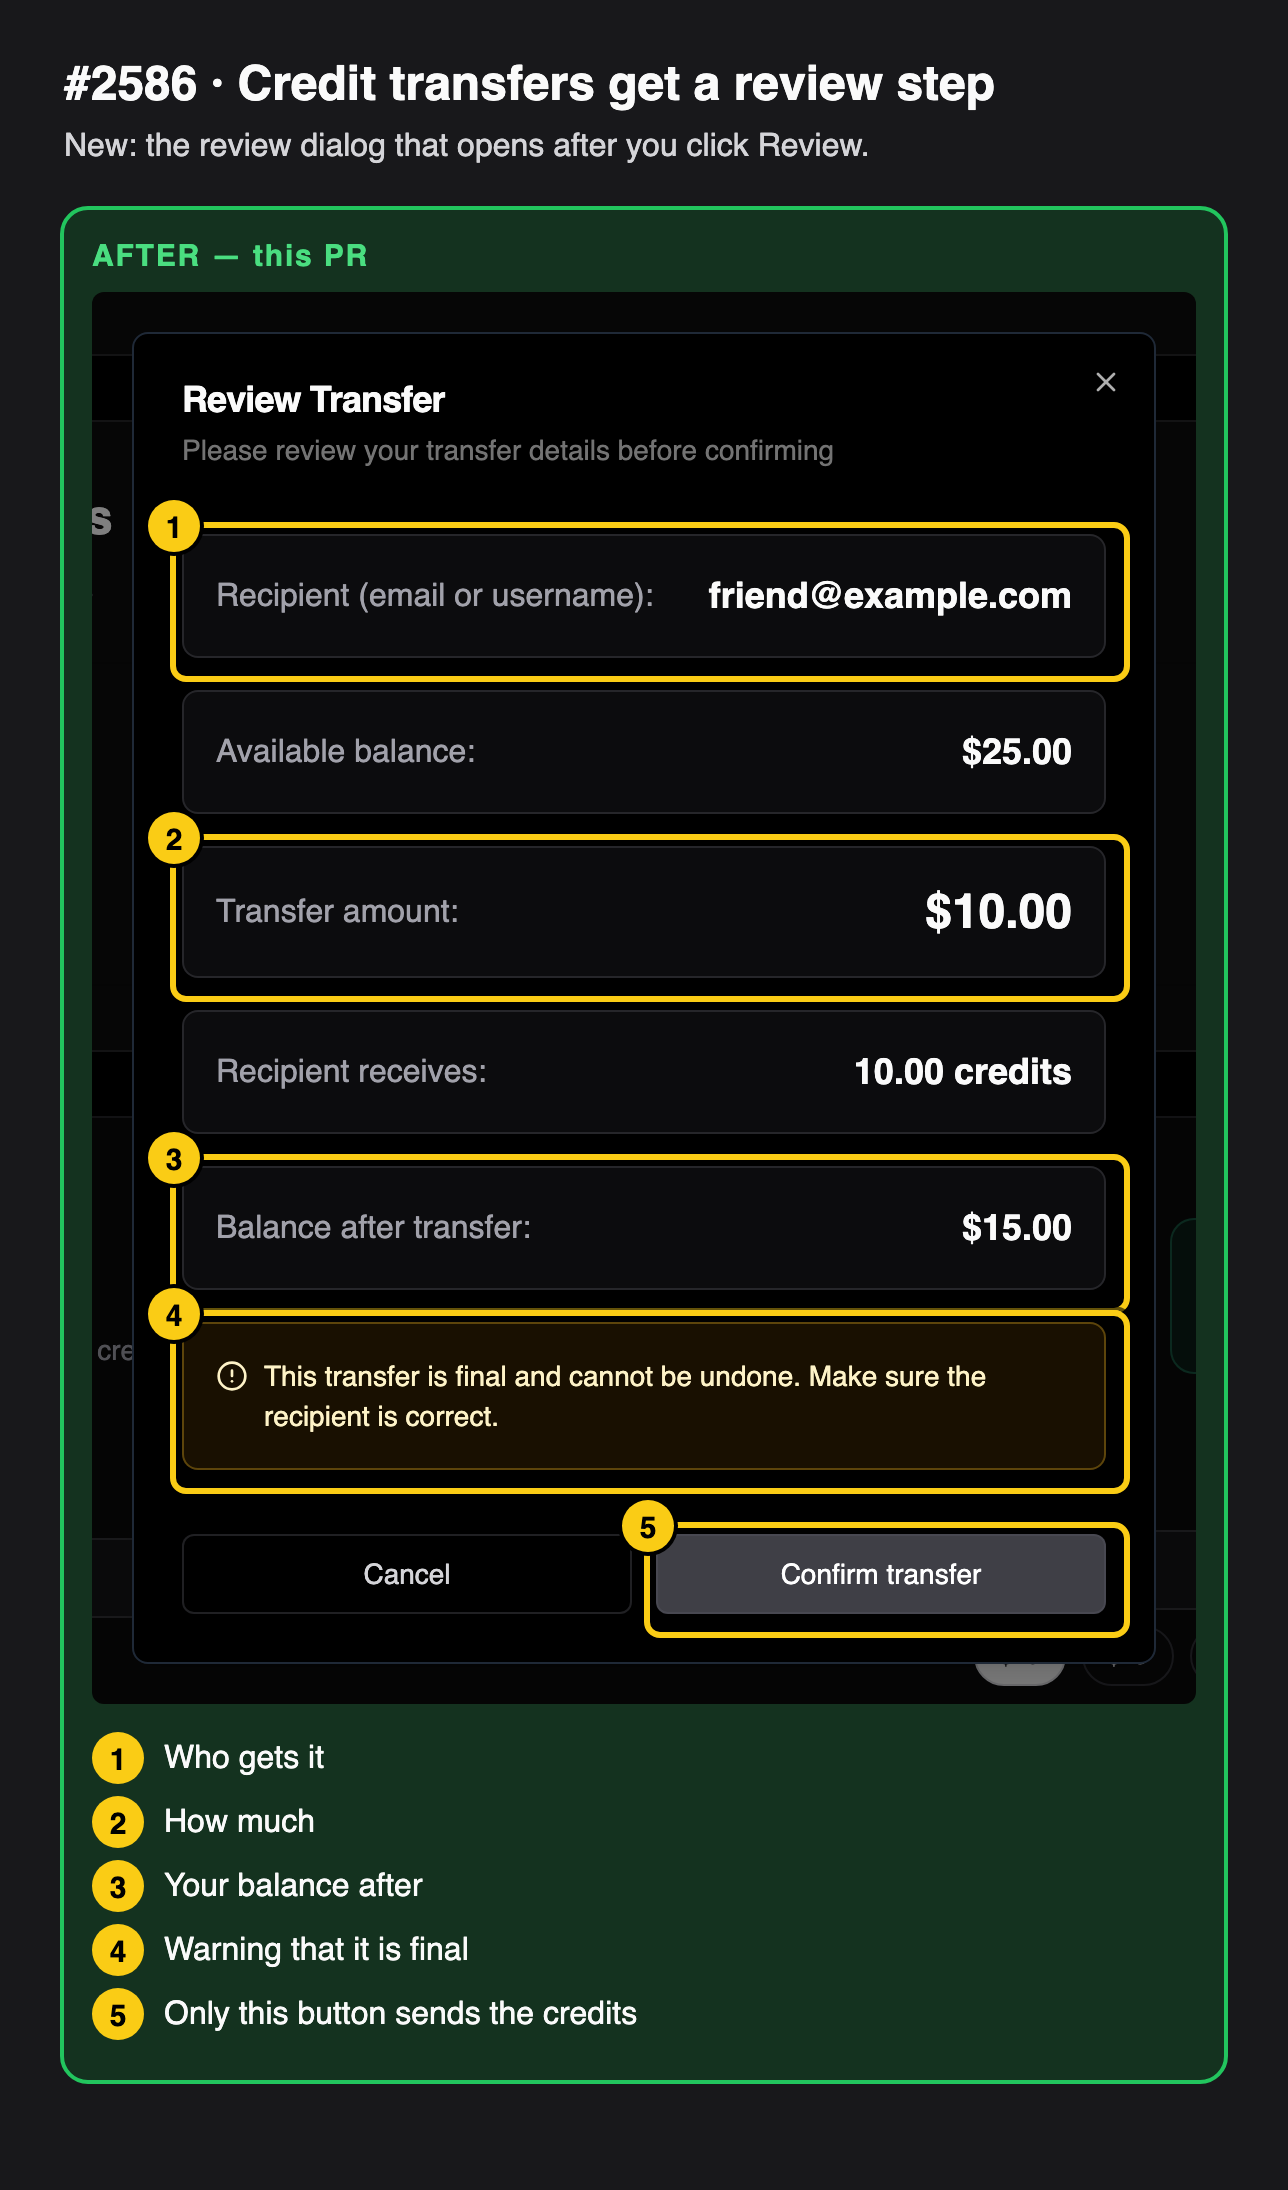 #2586 · Credit transfers get a review step
New: the review dialog that opens after you click Review.
AFTER — this PR
Review Transfer
Please review your transfer details before confirming
s
1
Recipient (email or username): friend@example.com
Available balance: $25.00
2
Transfer amount: $10.00
Recipient receives: 10.00 credits
3
Balance after transfer: $15.00
4
cre
This transfer is final and cannot be undone. Make sure the
recipient is correct.
5
Cancel Confirm transfer
1 Who gets it
2 How much
3 Your balance after
4 Warning that it is final
5 Only this button sends the credits